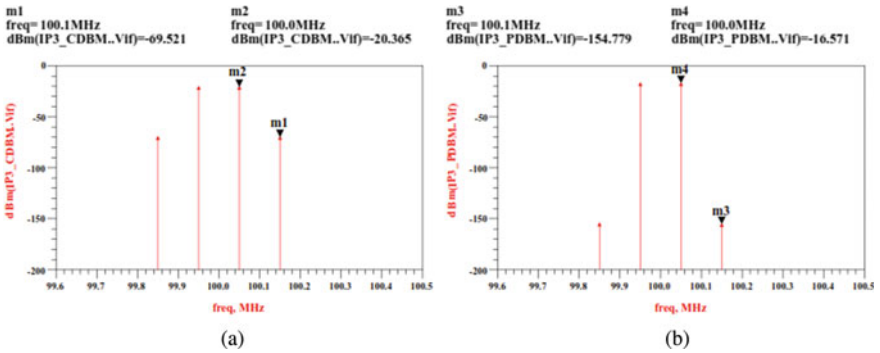 m1
freq=100.1MHz
dBm(IP3_CDBM..Vif)=-69.521
m2
freq=100.0MHz
dBm(IP3_CDBM..Vif)=-20.365
m3
freq=100.1MHz
dBm(IP3_PDBM..Vif)=-154.779
m4
freq=100.0MHz
dBm(IP3_PDBM..Vif)=-16.571
dBm(IP3_CDBM..Vif)
0
-50
-100
-150
-200
m2
m1
99.6 99.7 99.8 99.9 100.0 100.1 100.2 100.3 100.4 100.5
freq, MHz
(a)
dBm(IP3_PDBM..Vif)
0
-50
-100
-150
-200
m4
m3
99.6 99.7 99.8 99.9 100.0 100.1 100.2 100.3 100.4 100.5
freq, MHz
(b)